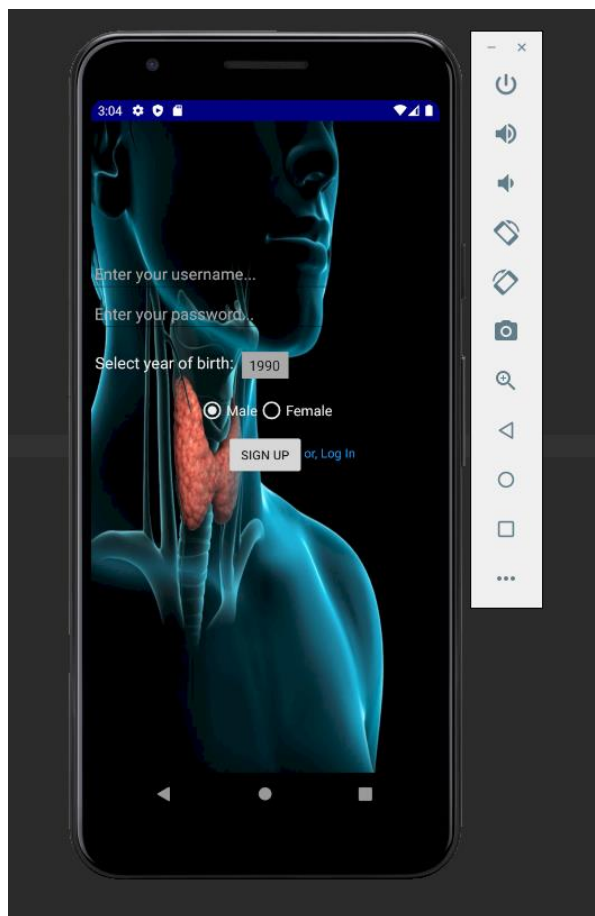 3:04
Enter your username...
Enter your password...
Select year of birth: 1990
Male Female
SIGN UP or, Log In